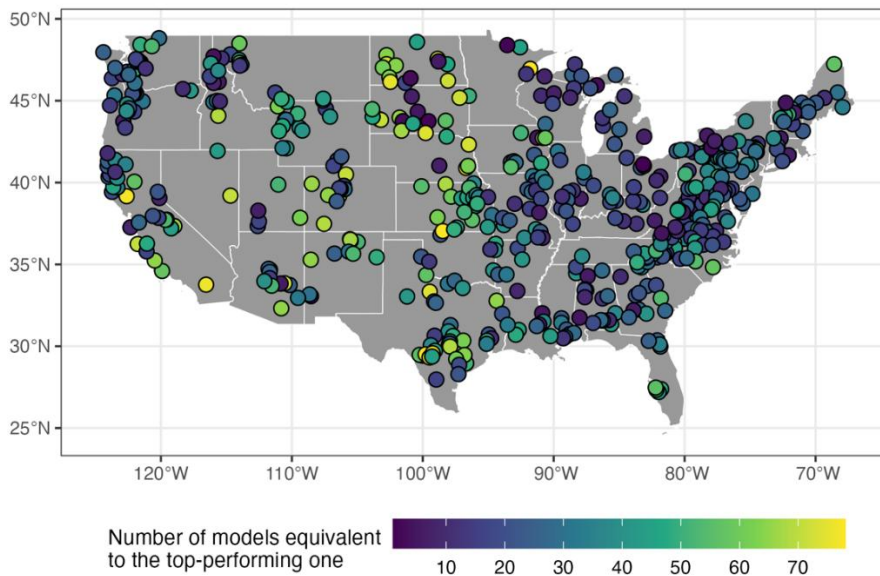 50°N
45°N
40°N
35°N
30°N
25°N
120°W 110°W 100°W 90°W 80°W 70°W
Number of models equivalent
to the top-performing one
10 20 30 40 50 60 70